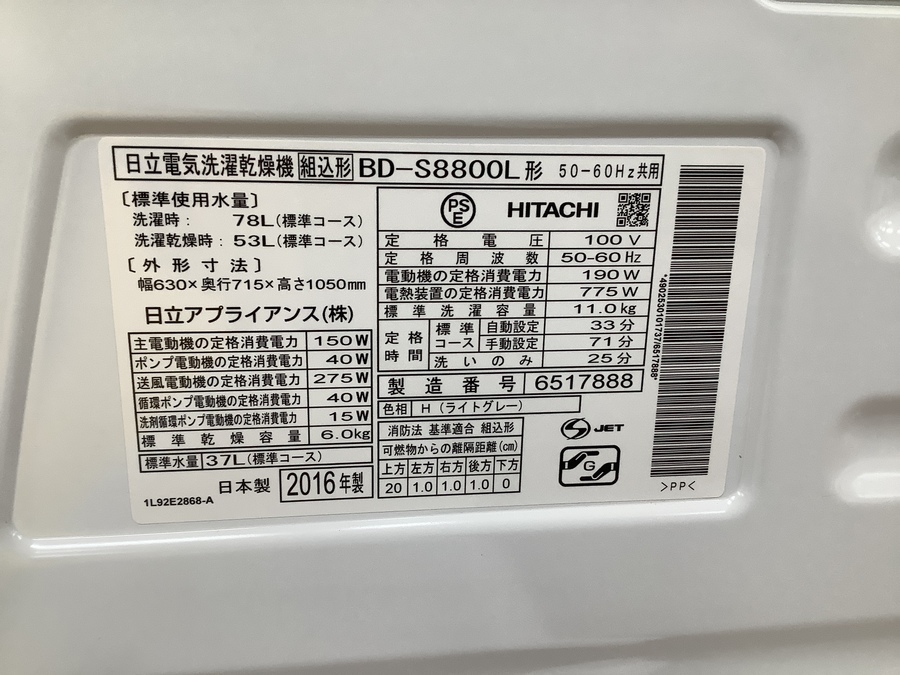 日立電気洗濯乾燥機 組込形 BD-S8800L形 50-60Hz共用
〔標準使用水量〕
洗濯時： 78L(標準コース)
洗濯乾燥時：53L(標準コース)
〔外形寸法〕
幅630×奥行715×高さ1050mm
日立アプライアンス(株)
主電動機の定格消費電力 150W
ポンプ電動機の定格消費電力 40W
送風電動機の定格消費電力 275W
循環ポンプ電動機の定格消費電力 40W
洗剤循環ポンプ電動機の定格消費電力 15W
標準乾燥容量 6.0kg
標準水量 37L(標準コース)
日本製 2016年製
1L92E2868-A
PSE HITACHI
定格電圧 100V
定格周波数 50-60Hz
電動機の定格消費電力 190W
電熱装置の定格消費電力 775W
標準洗濯容量 11.0kg
定格時間 標準コース 自動設定 33分
手動設定 71分
洗いのみ 25分
製造番号 6517888
色相 H（ライトグレー）
消防法 基準適合 組込形
可燃物からの離隔距離(cm)
上方 左方 右方 後方 下方
20 1.0 1.0 1.0 0
JET
G
*4902530101737/6517888*
>PP<